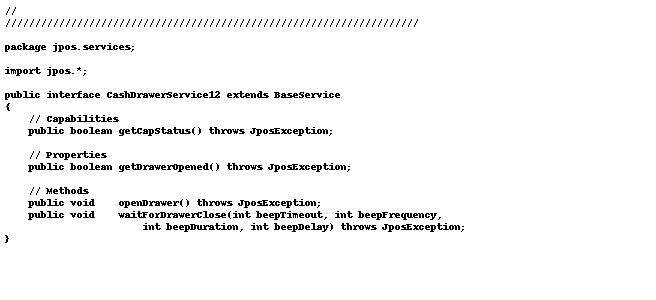 //
//////////////////////////////////////////////////////////////////////
package jpos.services;
import jpos.*;
public interface CashDrawerService12 extends BaseService
{
// Capabilities
public boolean getCapStatus() throws JposException;
// Properties
public boolean getDrawerOpened() throws JposException;
// Methods
public void    openDrawer() throws JposException;
public void    waitForDrawerClose(int beepTimeout, int beepFrequency,
int beepDuration, int beepDelay) throws JposException;
}